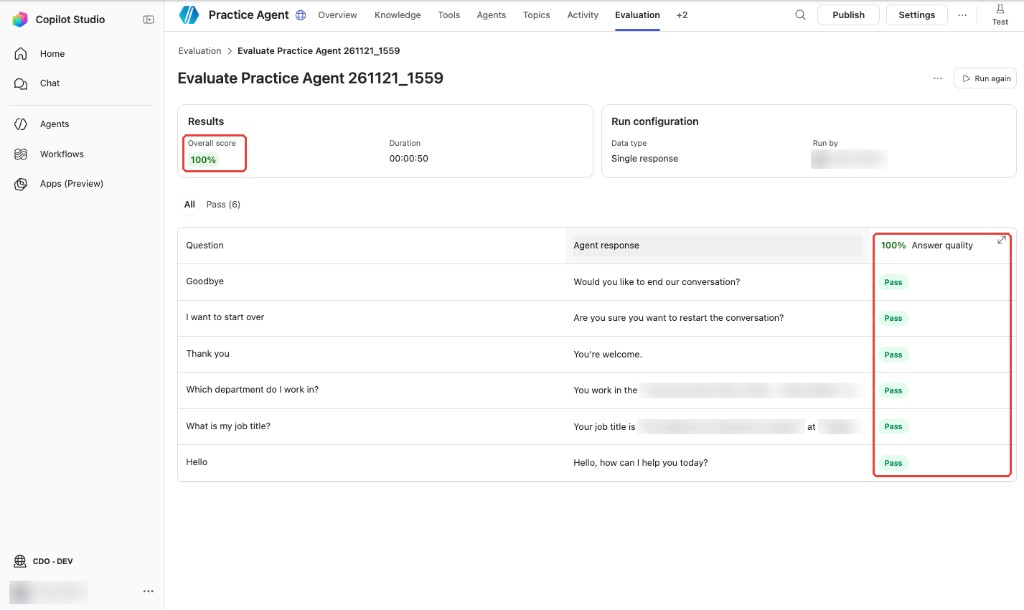 Copilot Studio
Home
Chat
Agents
Workflows
Apps (Preview)
CDO - DEV
Practice Agent Overview Knowledge Tools Agents Topics Activity Evaluation +2 Publish Settings ... Test
Evaluation > Evaluate Practice Agent 261121_1559
Evaluate Practice Agent 261121_1559 ... Run again
Results
Overall score Duration
100% 00:00:50
Run configuration
Data type Run by
Single response
All Pass (6)
Question Agent response 100% Answer quality
Goodbye Would you like to end our conversation? Pass
I want to start over Are you sure you want to restart the conversation? Pass
Thank you You're welcome. Pass
Which department do I work in? You work in the Pass
What is my job title? Your job title is at Pass
Hello Hello, how can I help you today? Pass